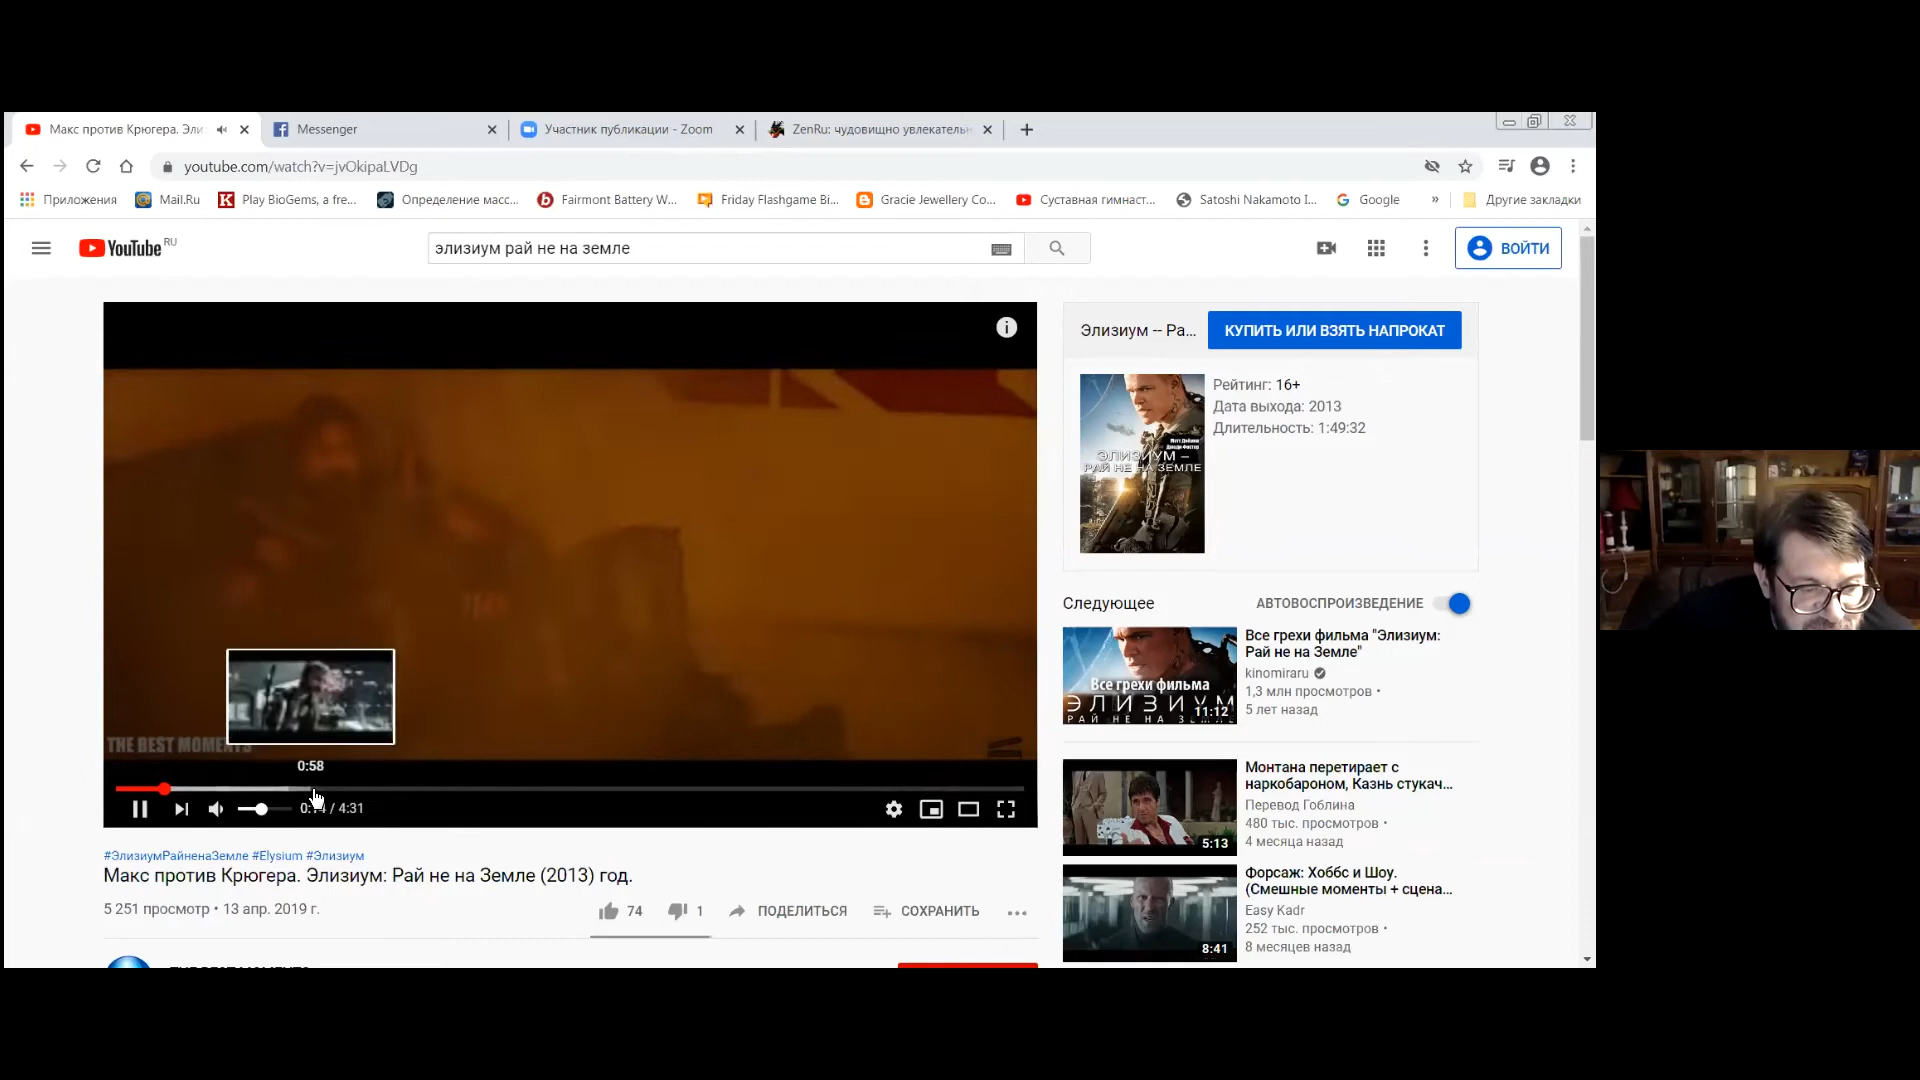 Макс против Крюгера. Эли
Messenger
Участник публикации - Zoom
ZenRu: чудовищно увлекательн
youtube.com/watch?v=jvOkipaLVDg
Приложения
Mail.Ru
Play BioGems, a fre...
Определение масс...
Fairmont Battery W...
Friday Flashgame Bi...
Gracie Jewellery Co...
Суставная гимнаст...
Satoshi Nakamoto I...
Google
»
Другие закладки
YouTube RU
элизиум рай не на земле
ВОЙТИ
Элизиум -- Ра...
КУПИТЬ ИЛИ ВЗЯТЬ НАПРОКАТ
Рейтинг: 16+
Дата выхода: 2013
Длительность: 1:49:32
ЭЛИЗИУМ –
РАЙ НЕ НА ЗЕМЛЕ
THE BEST MOMENTS
0:58
/ 4:31
Следующее
АВТОВОСПРОИЗВЕДЕНИЕ
Все грехи фильма
ЭЛИЗИУМ
РАЙ НЕ НА ЗЕМЛЕ
11:12
Все грехи фильма "Элизиум:
Рай не на Земле"
kinomiraru
1,3 млн просмотров •
5 лет назад
5:13
Монтана перетирает с
наркобароном, Казнь стукач...
Перевод Гоблина
480 тыс. просмотров •
4 месяца назад
8:41
Форсаж: Хоббс и Шоу.
(Смешные моменты + сцена...
Easy Kadr
252 тыс. просмотров •
8 месяцев назад
#ЭлизиумРайненаЗемле #Elysium #Элизиум
Макс против Крюгера. Элизиум: Рай не на Земле (2013) год.
5 251 просмотр • 13 апр. 2019 г.
74
1
ПОДЕЛИТЬСЯ
СОХРАНИТЬ